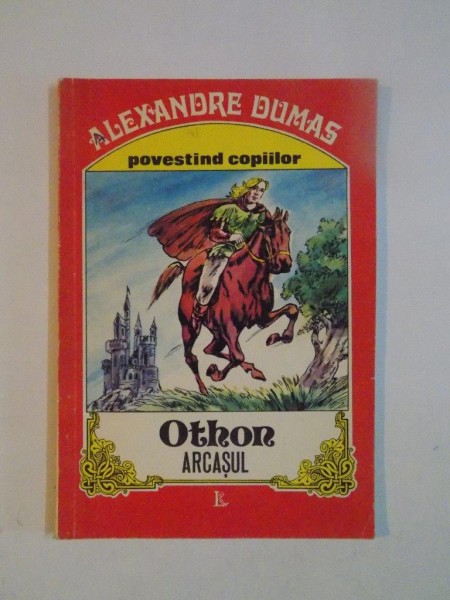 ALEXANDRE DUMAS
povestind copiilor
Othon
ARCAȘUL